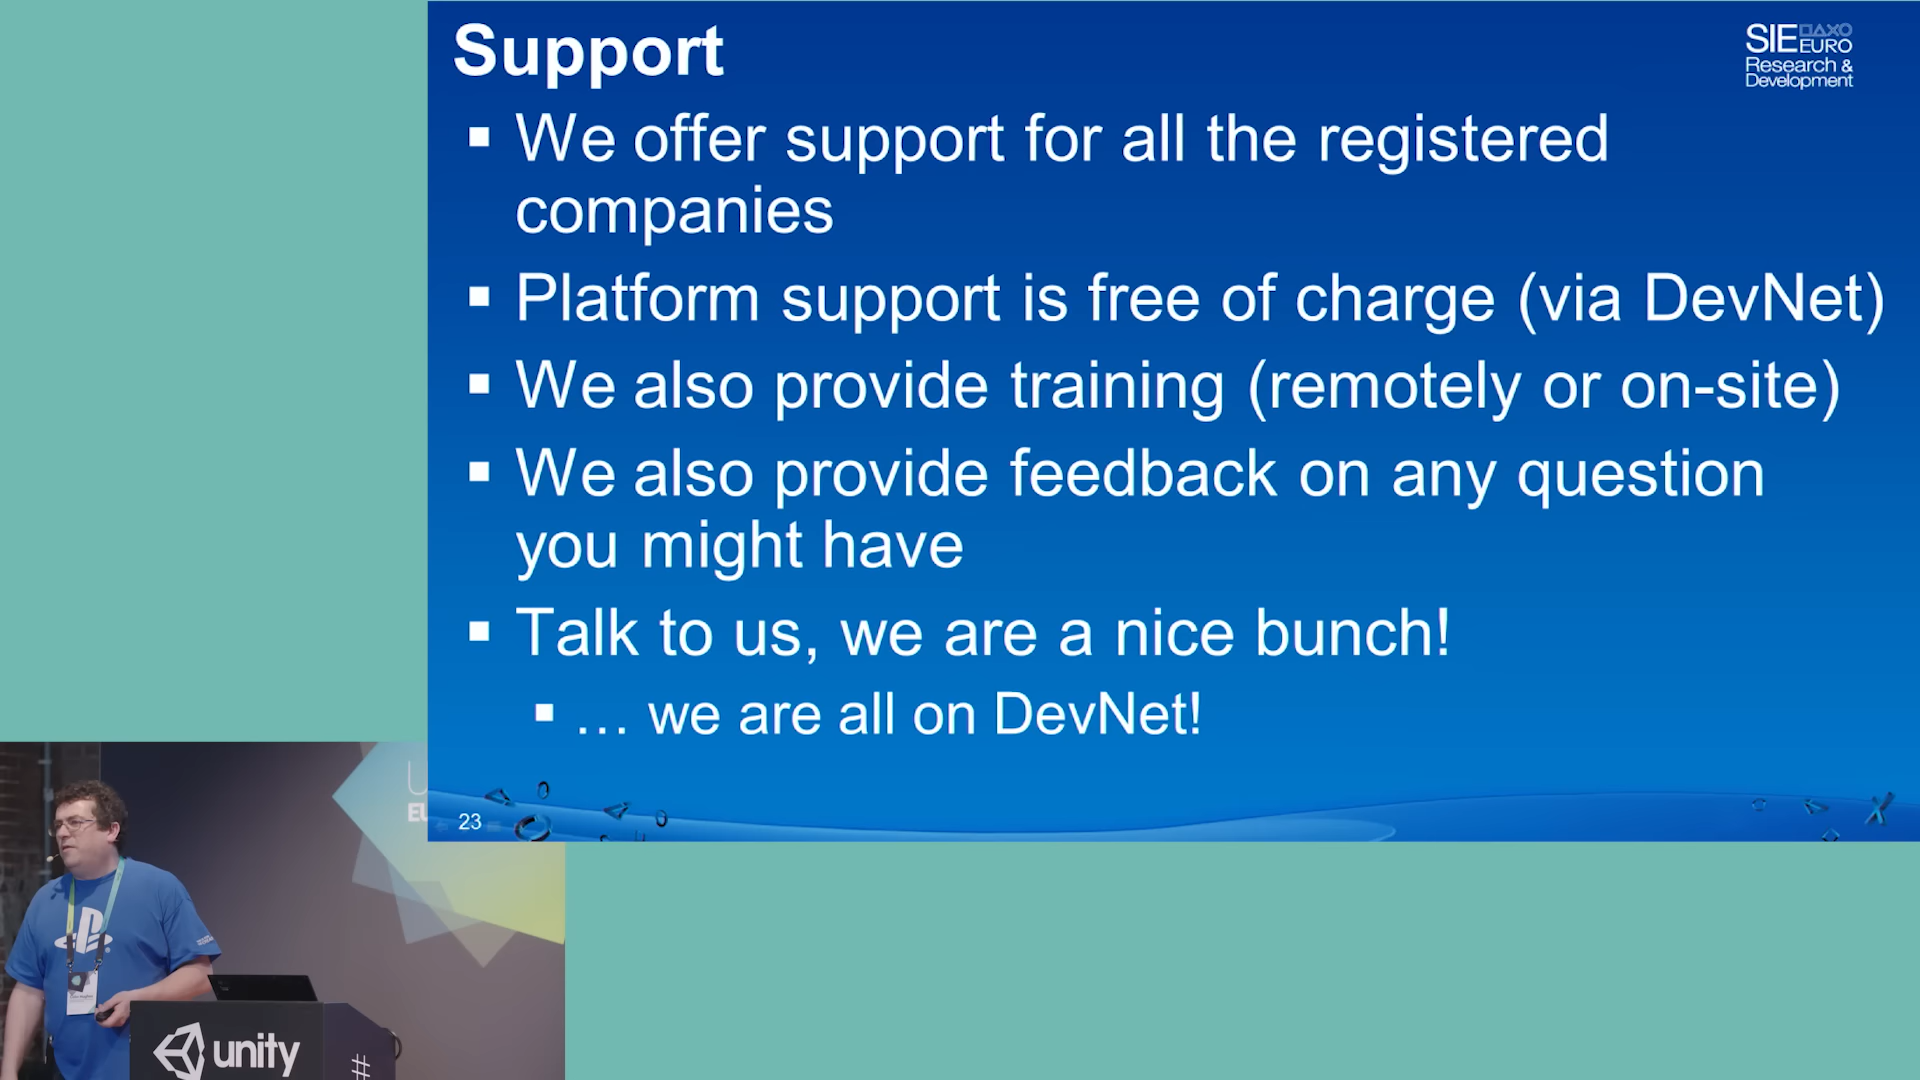 Support
SIE
EURO
Research &
Development
▪ We offer support for all the registered
companies
▪ Platform support is free of charge (via DevNet)
▪ We also provide training (remotely or on-site)
▪ We also provide feedback on any question
you might have
▪ Talk to us, we are a nice bunch!
▪ … we are all on DevNet!
23
unity
#